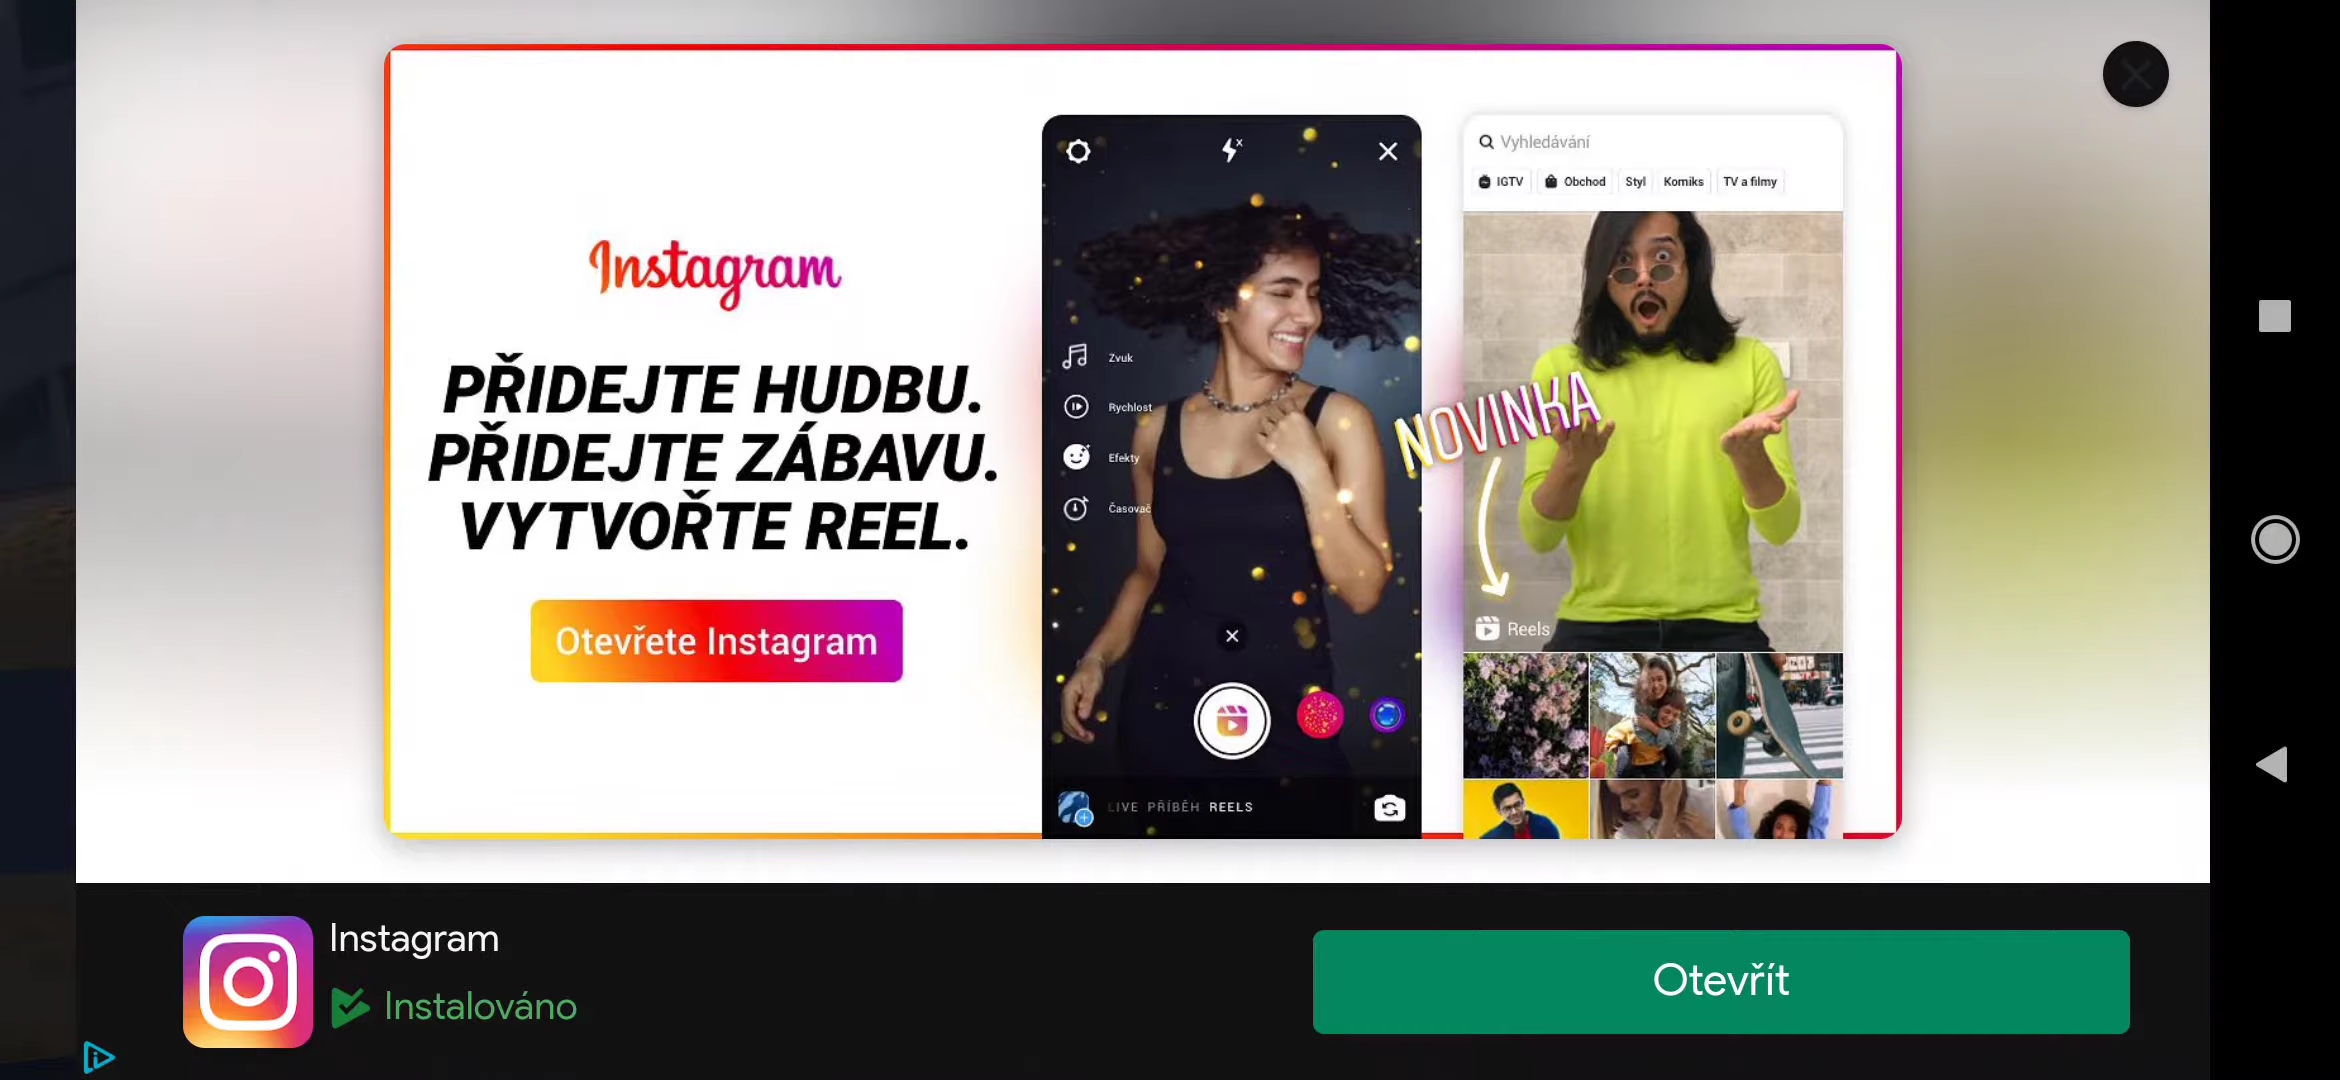 Instagram
PŘIDEJTE HUDBU.
PŘIDEJTE ZÁBAVU.
VYTVOŘTE REEL.
Otevřete Instagram
Zvuk
Rychlost
Efekty
Časovač
LIVE PŘÍBĚH REELS
Vyhledávání
IGTV Obchod Styl Komiks TV a filmy
NOVINKA
Reels
Instagram
Instalováno
Otevřít